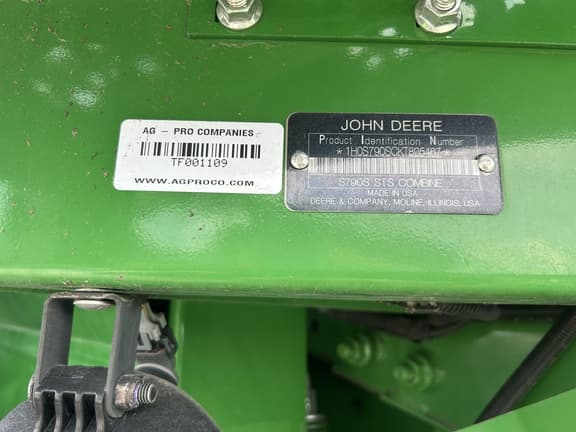 AG - PRO COMPANIES
TF001109
WWW.AGPROCO.COM
JOHN DEERE
Product Identification Number
S790S STS COMBINE
MADE IN USA
DEERE & COMPANY, MOLINE, ILLINOIS, USA